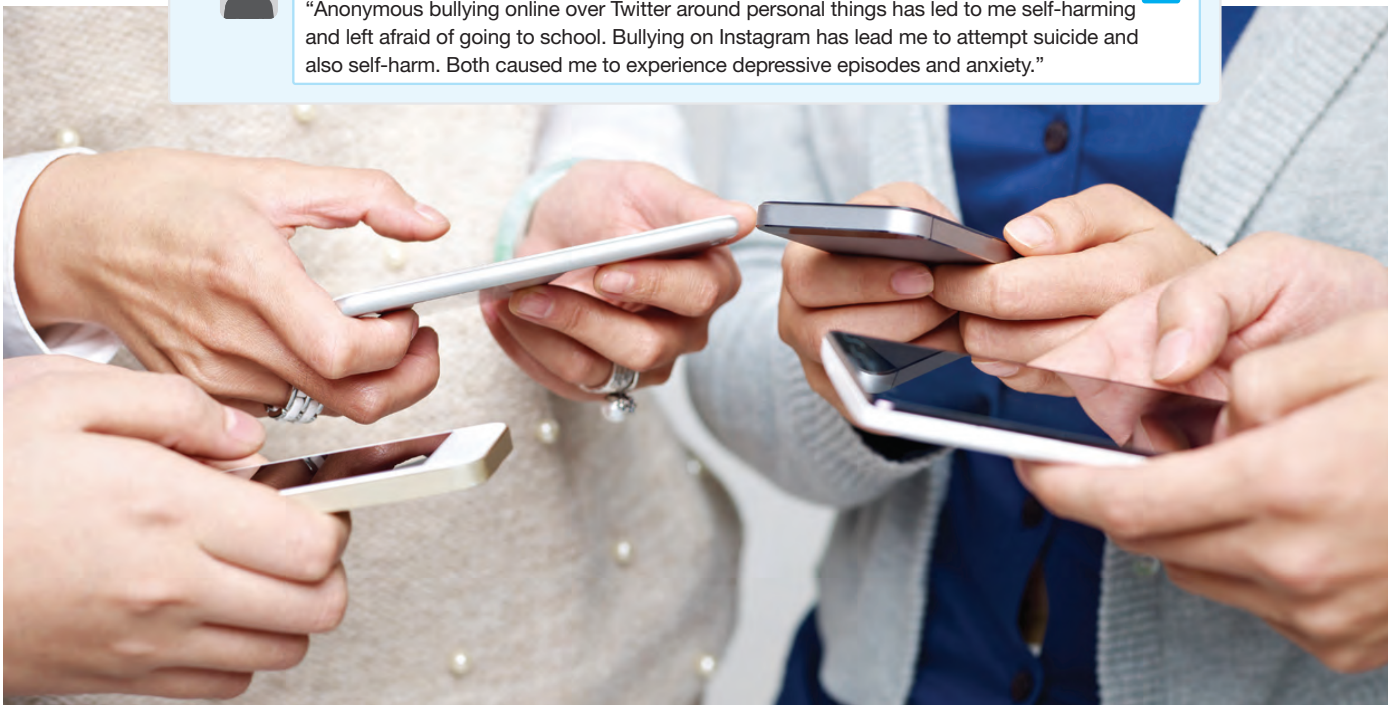 “Anonymous bullying online over Twitter around personal things has led to me self-harming
and left afraid of going to school. Bullying on Instagram has lead me to attempt suicide and
also self-harm. Both caused me to experience depressive episodes and anxiety.”